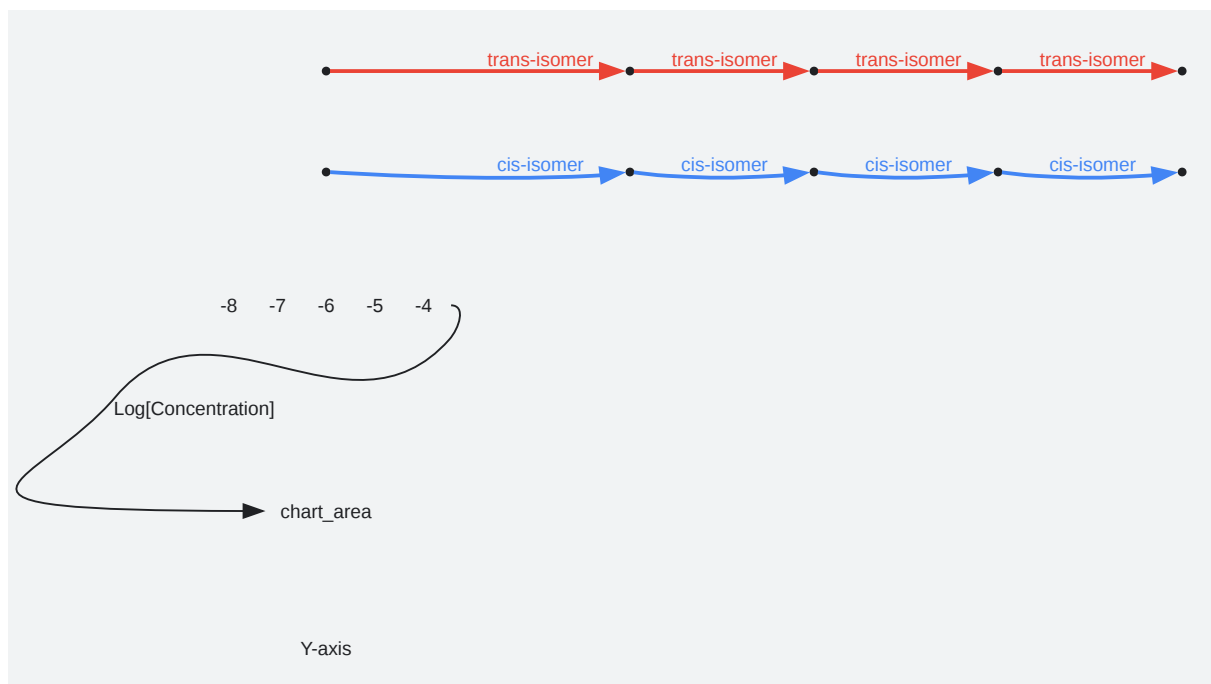 trans-isomer trans-isomer trans-isomer trans-isomer
cis-isomer cis-isomer cis-isomer cis-isomer
-8 -7 -6 -5 -4
Log[Concentration]
chart_area
Y-axis